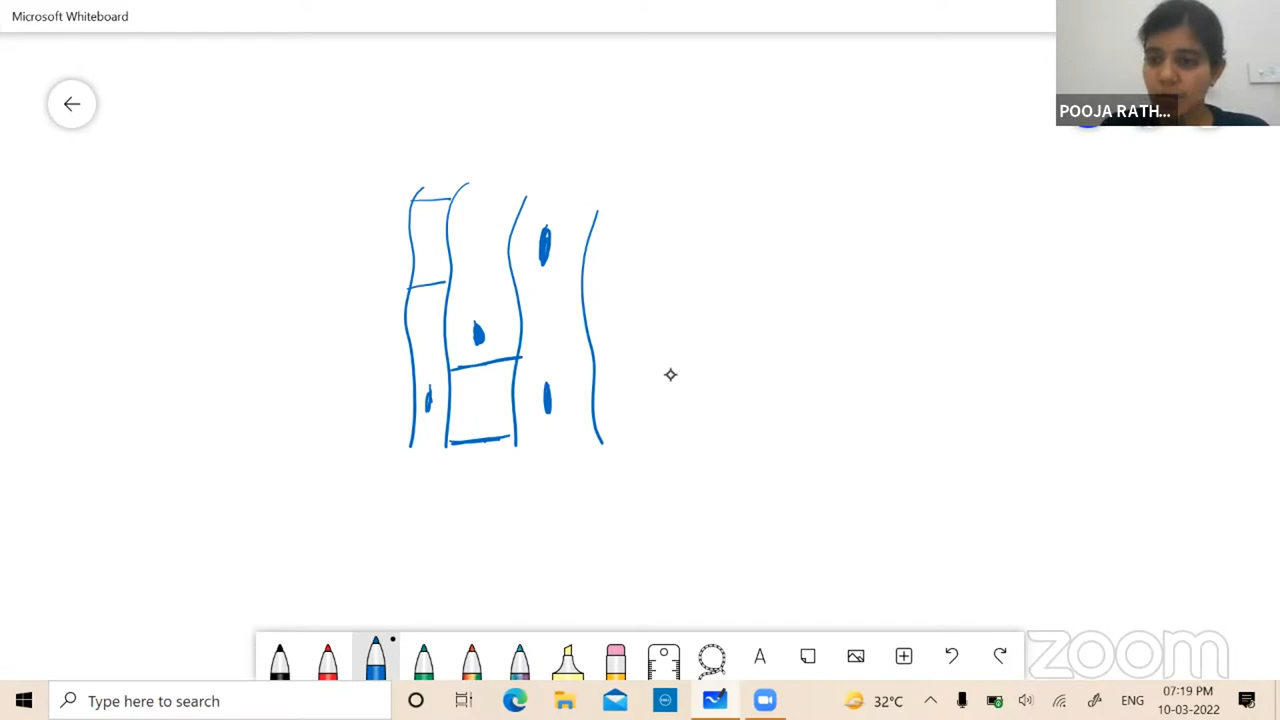 Microsoft Whiteboard
POOJA RATH...
A
zoom
Type here to search
32°C
ENG
07:19 PM
10-03-2022